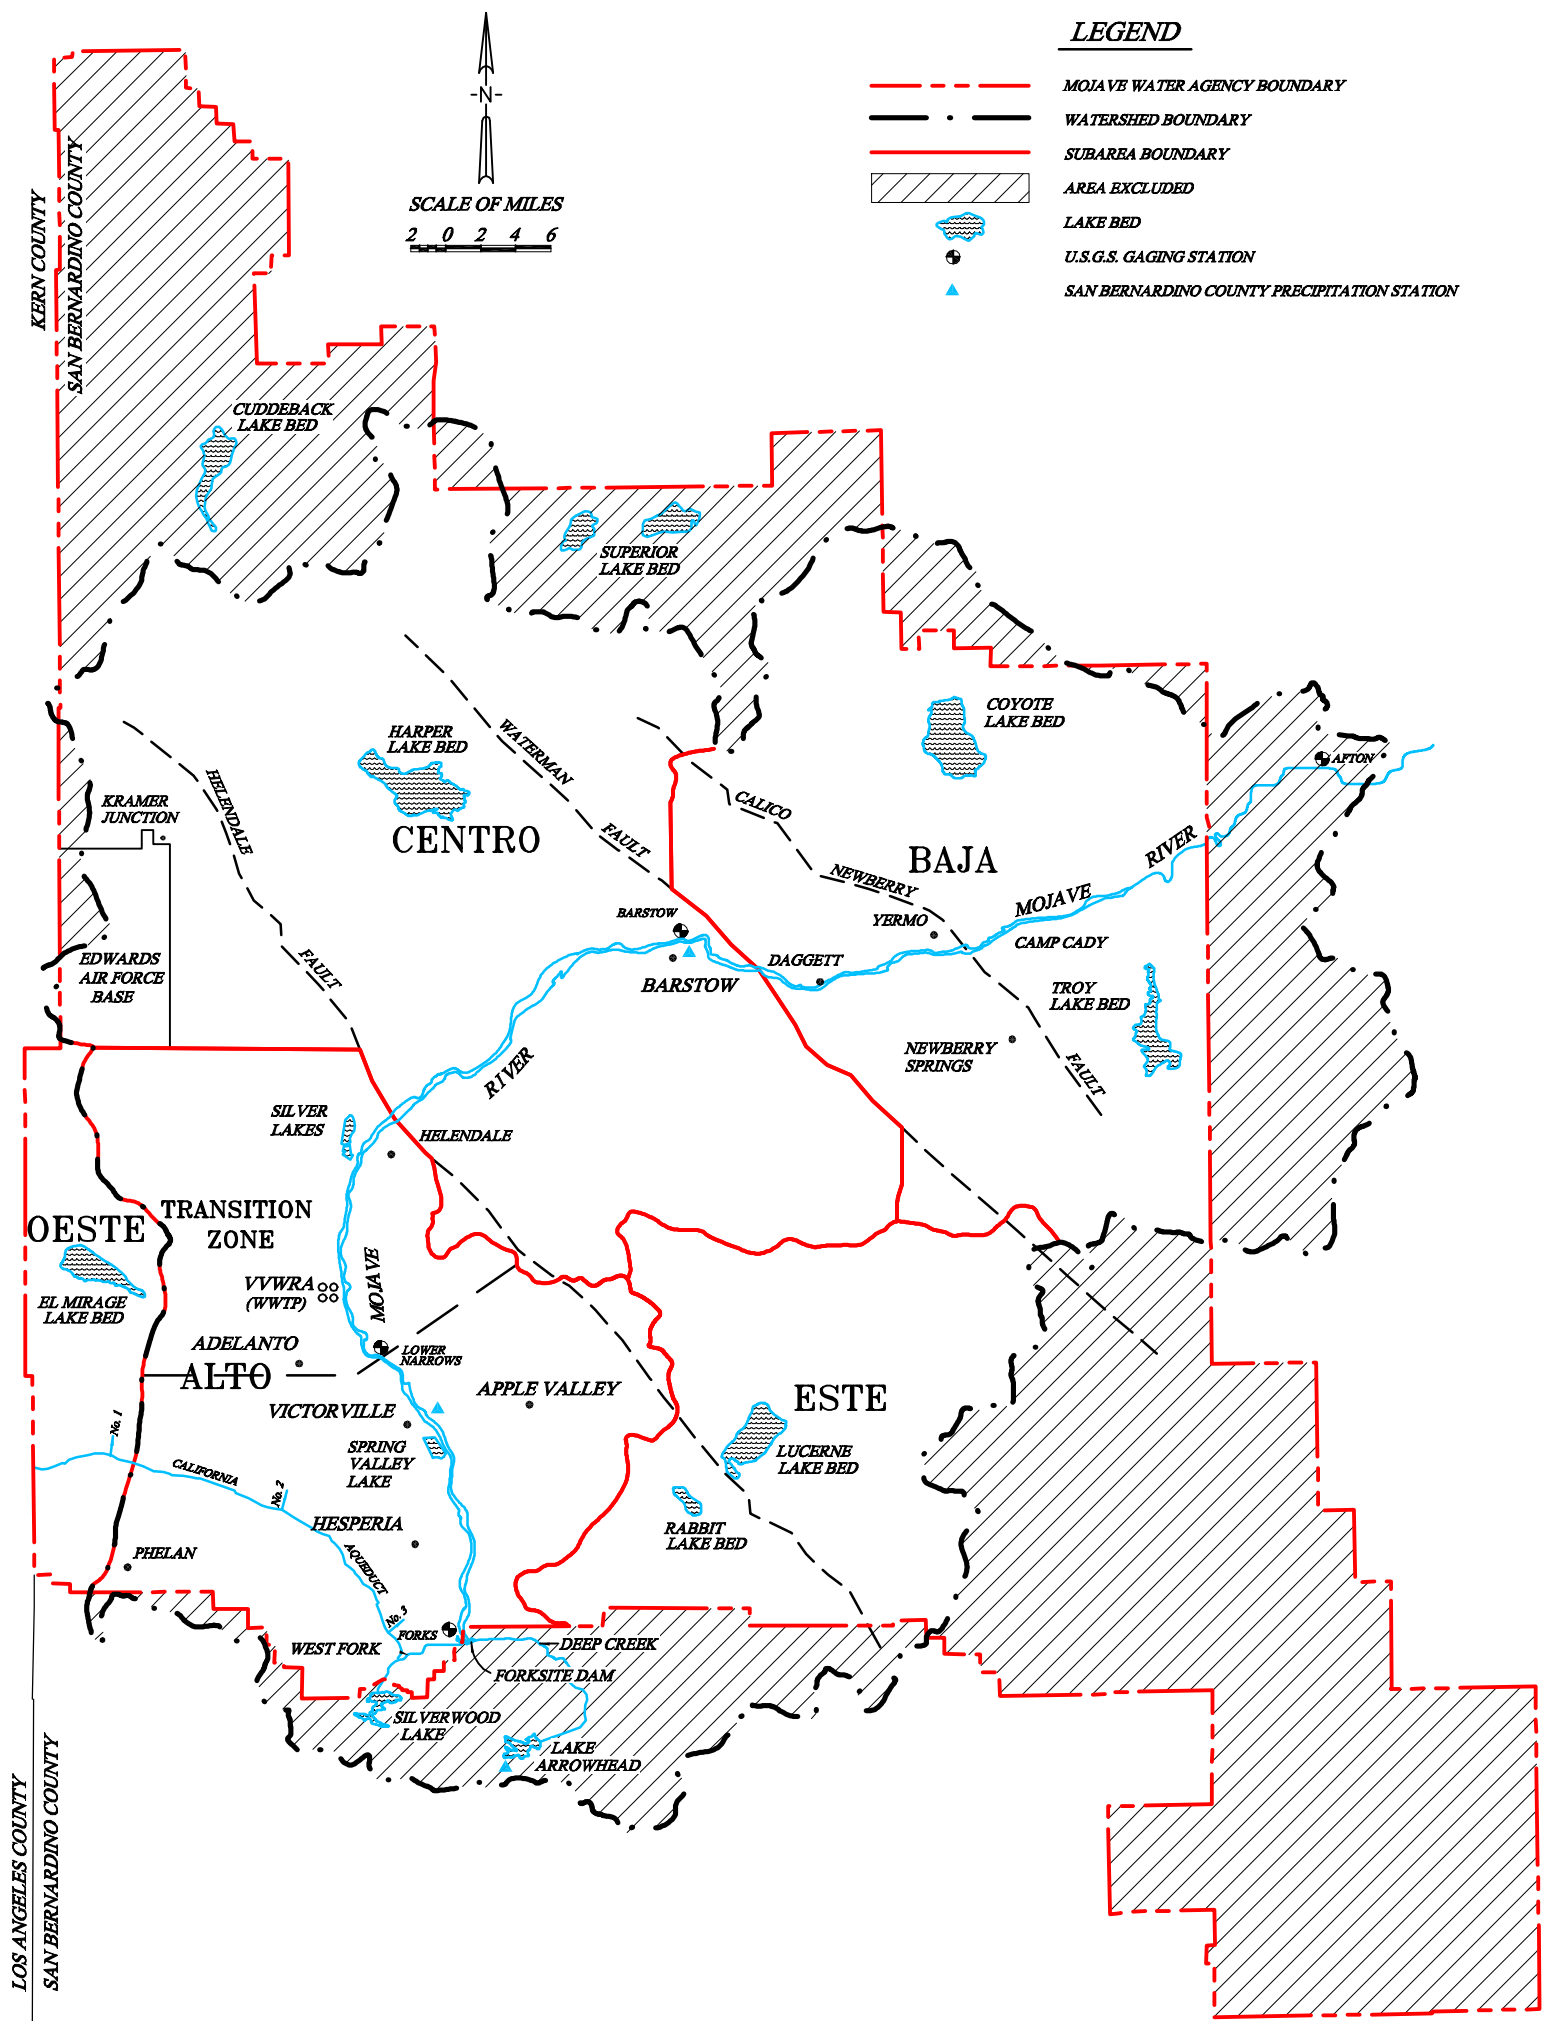 LEGEND
MOJAVE WATER AGENCY BOUNDARY
WATERSHED BOUNDARY
SUBAREA BOUNDARY
AREA EXCLUDED
LAKE BED
U.S.G.S. GAGING STATION
SAN BERNARDINO COUNTY PRECIPITATION STATION
-N-
SCALE OF MILES
2 0 2 4 6
KERN COUNTY
SAN BERNARDINO COUNTY
CUDDEBACK
LAKE BED
SUPERIOR
LAKE BED
COYOTE
LAKE BED
HARPER
LAKE BED
WATERMAN
FAULT
CENTRO
HELENDALE
FAULT
KRAMER
JUNCTION
CALICO
NEWBERRY
FAULT
BAJA
MOJAVE
RIVER
AFTON
BARSTOW
BARSTOW
YERMO
DAGGETT
CAMP CADY
TROY
LAKE BED
NEWBERRY
SPRINGS
EDWARDS
AIR FORCE
BASE
RIVER
SILVER
LAKES
HELENDALE
TRANSITION
ZONE
OESTE
EL MIRAGE
LAKE BED
VVWRA
(WWTP)
MOJAVE
ADELANTO
LOWER
NARROWS
ALTO
APPLE VALLEY
VICTORVILLE
ESTE
SPRING
VALLEY
LAKE
LUCERNE
LAKE BED
RABBIT
LAKE BED
No. 1
CALIFORNIA
No. 2
HESPERIA
AQUEDUCT
PHELAN
No. 3
FORKS
WEST FORK
DEEP CREEK
FORKSITE DAM
SILVERWOOD
LAKE
LAKE
ARROWHEAD
LOS ANGELES COUNTY
SAN BERNARDINO COUNTY